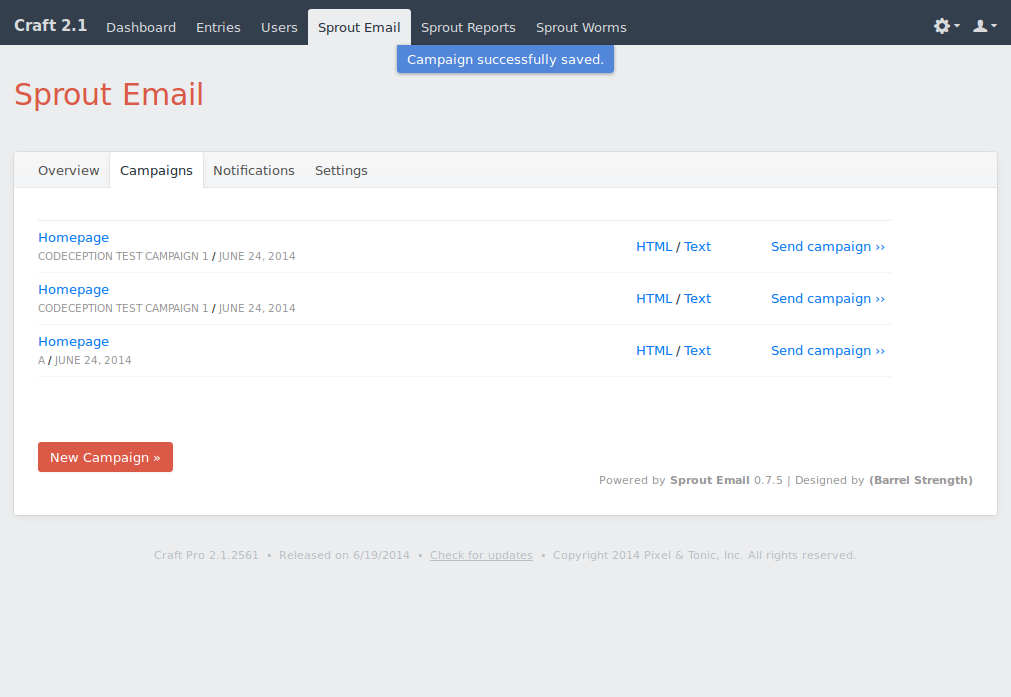 Craft 2.1 Dashboard Entries Users Sprout Email Sprout Reports Sprout Worms
Campaign successfully saved.
Sprout Email
Overview Campaigns Notifications Settings
Homepage
CODECEPTION TEST CAMPAIGN 1 / JUNE 24, 2014
HTML / Text Send campaign ››
Homepage
CODECEPTION TEST CAMPAIGN 1 / JUNE 24, 2014
HTML / Text Send campaign ››
Homepage
A / JUNE 24, 2014
HTML / Text Send campaign ››
New Campaign »
Powered by Sprout Email 0.7.5 | Designed by (Barrel Strength)
Craft Pro 2.1.2561 • Released on 6/19/2014 • Check for updates • Copyright 2014 Pixel & Tonic, Inc. All rights reserved.